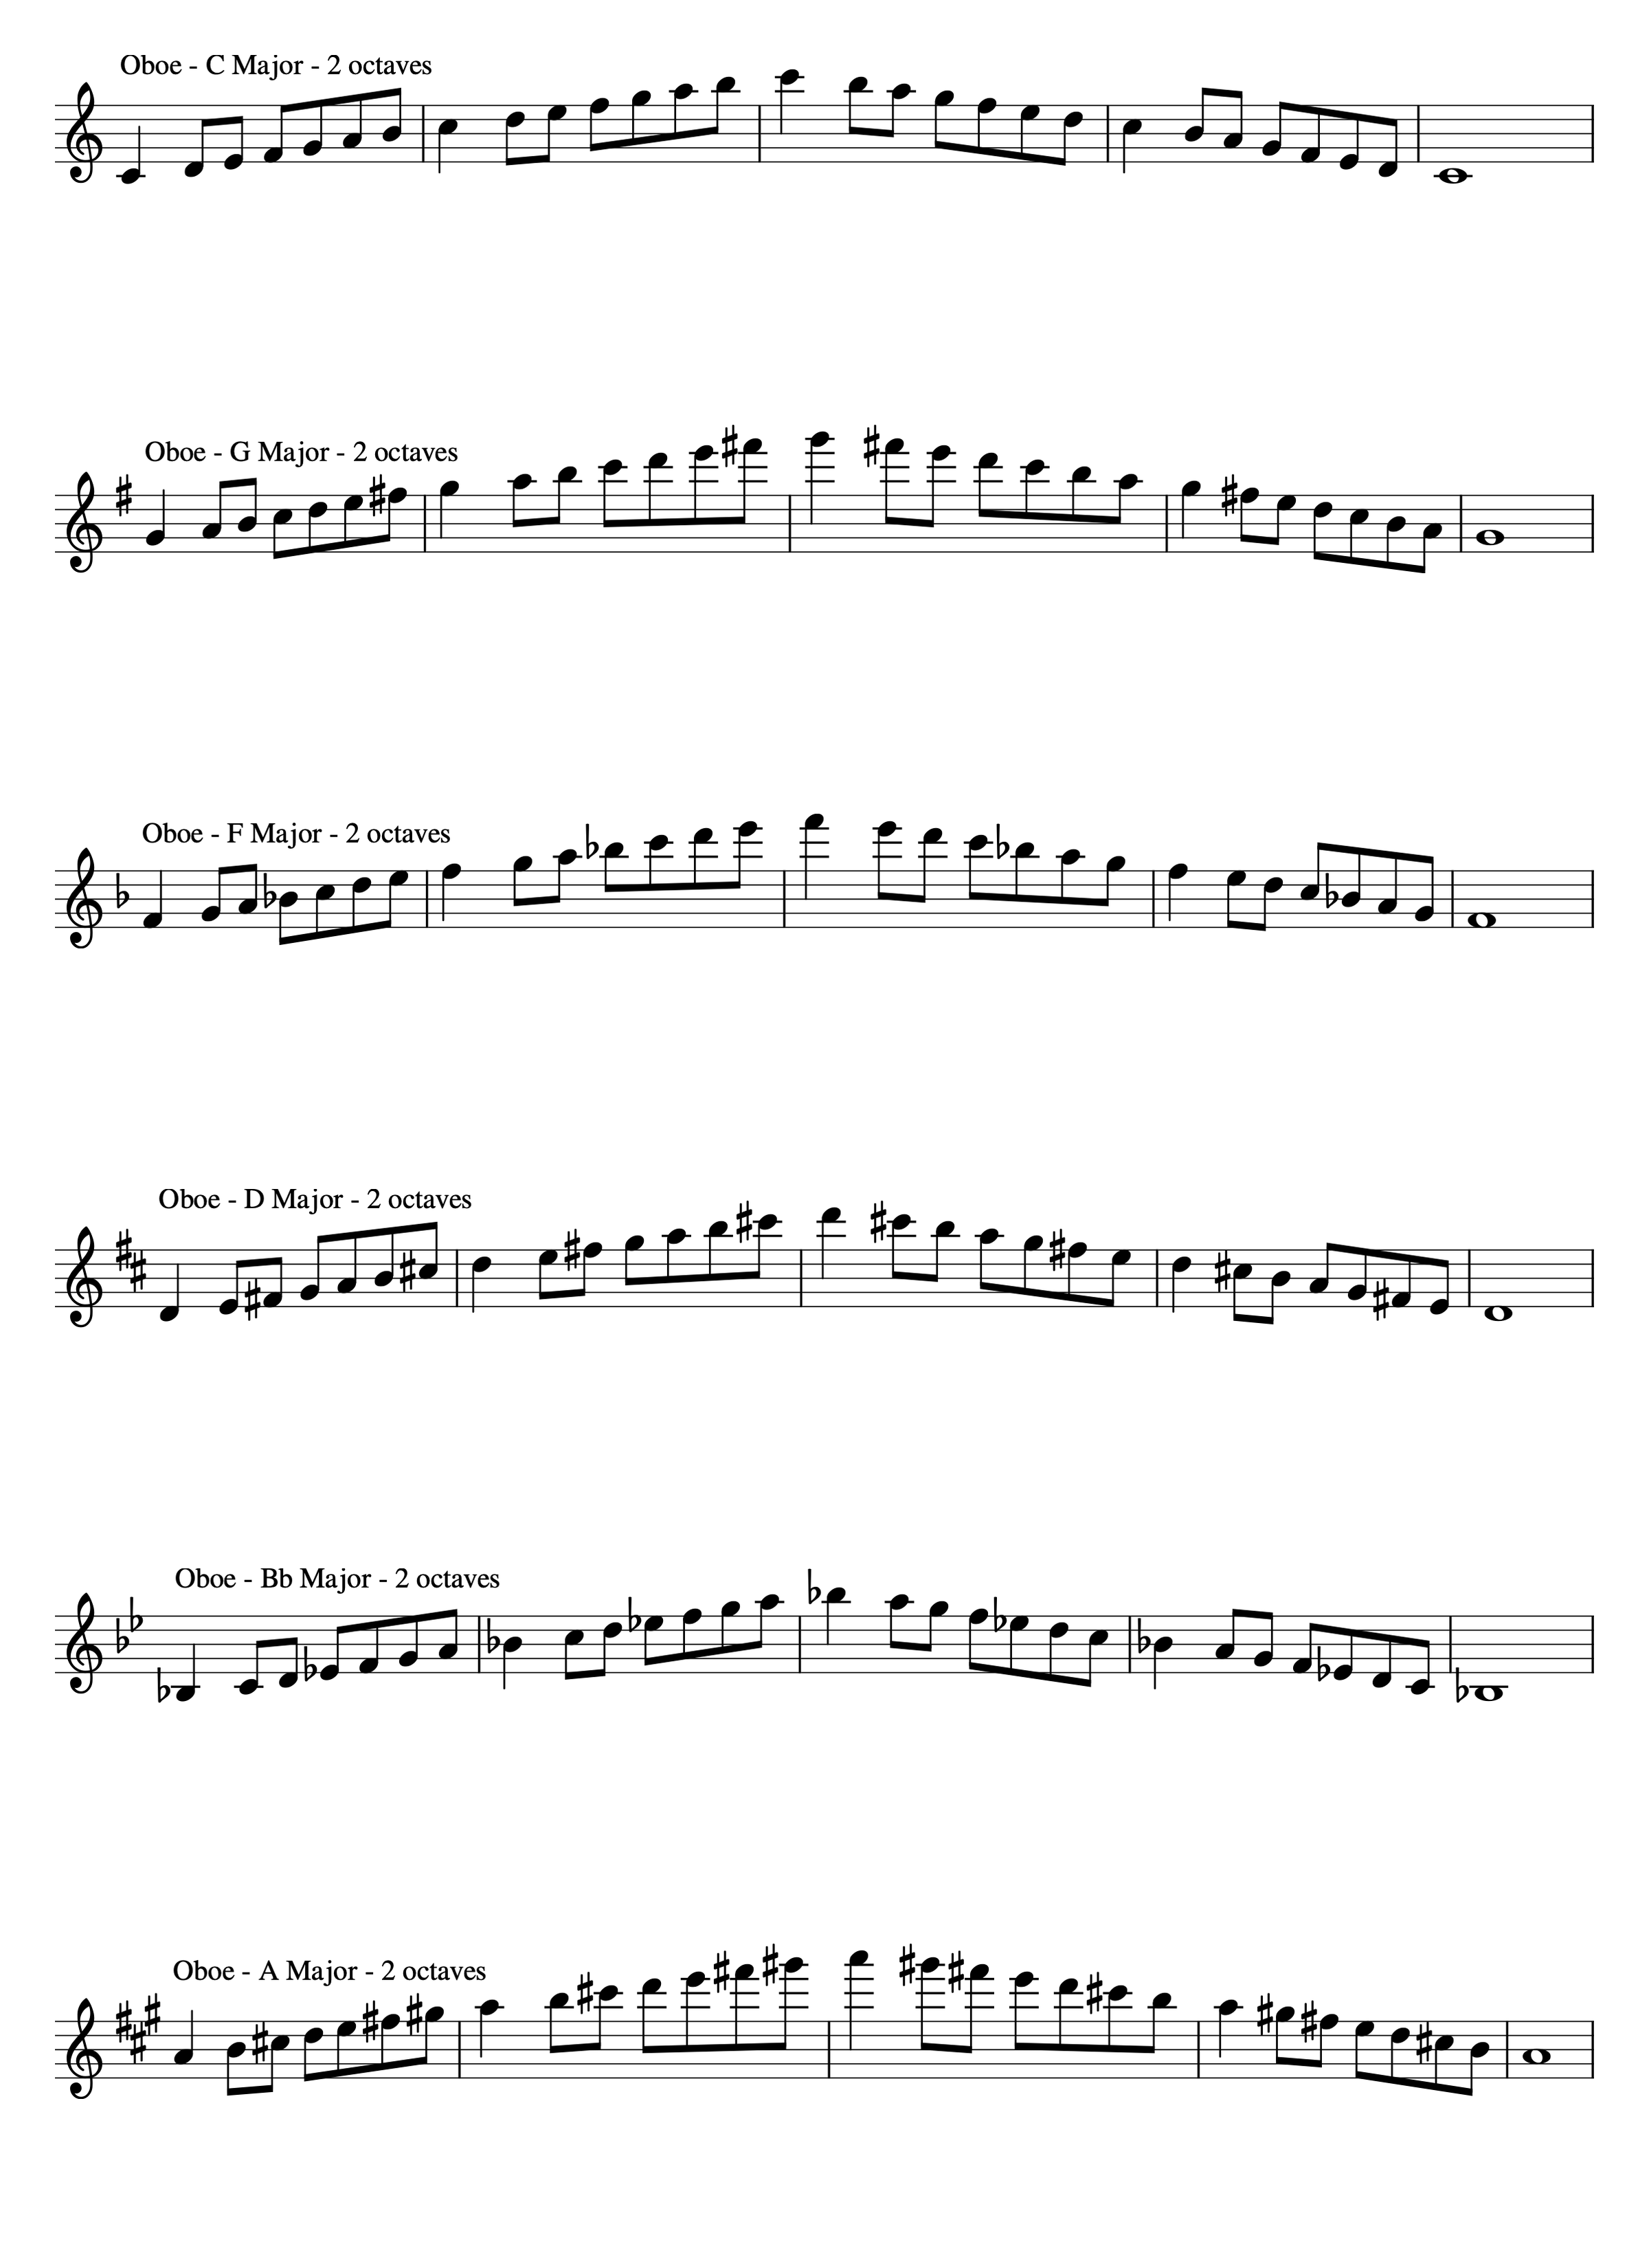 Oboe - C Major - 2 octaves
Oboe - G Major - 2 octaves
Oboe - F Major - 2 octaves
Oboe - D Major - 2 octaves
Oboe - Bb Major - 2 octaves
Oboe - A Major - 2 octaves